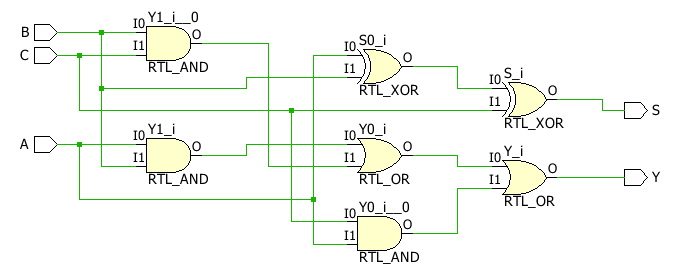 Y1_i__0
B
I0
I1
O
RTL_AND
C
S0_i
I0
I1
O
RTL_XOR
S_i
I0
I1
O
RTL_XOR
S
A
Y1_i
I0
I1
O
RTL_AND
Y0_i
I0
I1
O
RTL_OR
Y_i
I0
I1
O
RTL_OR
Y
Y0_i__0
I0
I1
O
RTL_AND